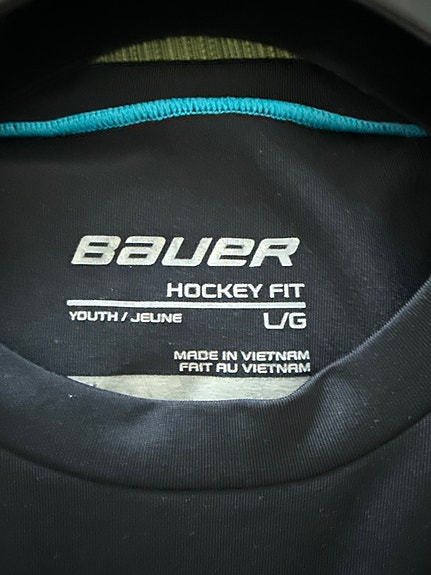 BAUER
HOCKEY FIT
YOUTH / JEUNE L/G
MADE IN VIETNAM
FAIT AU VIETNAM